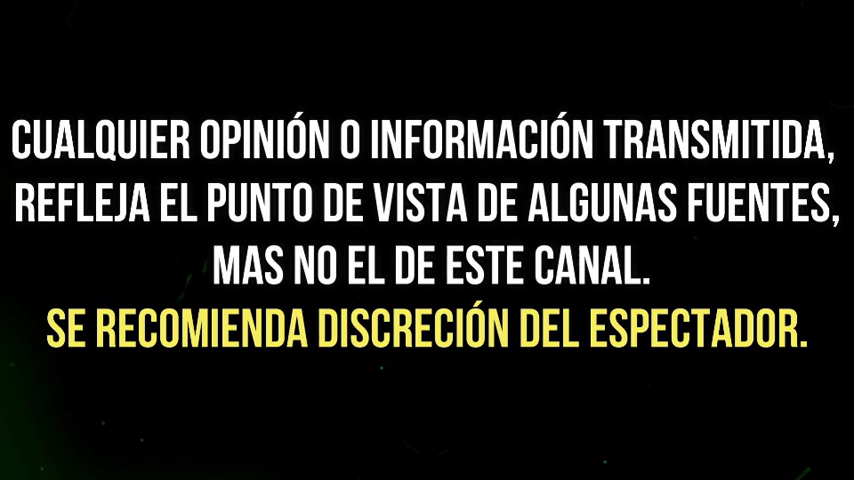 CUALQUIER OPINIÓN O INFORMACIÓN TRANSMITIDA,
REFLEJA EL PUNTO DE VISTA DE ALGUNAS FUENTES,
MAS NO EL DE ESTE CANAL.
SE RECOMIENDA DISCRECIÓN DEL ESPECTADOR.